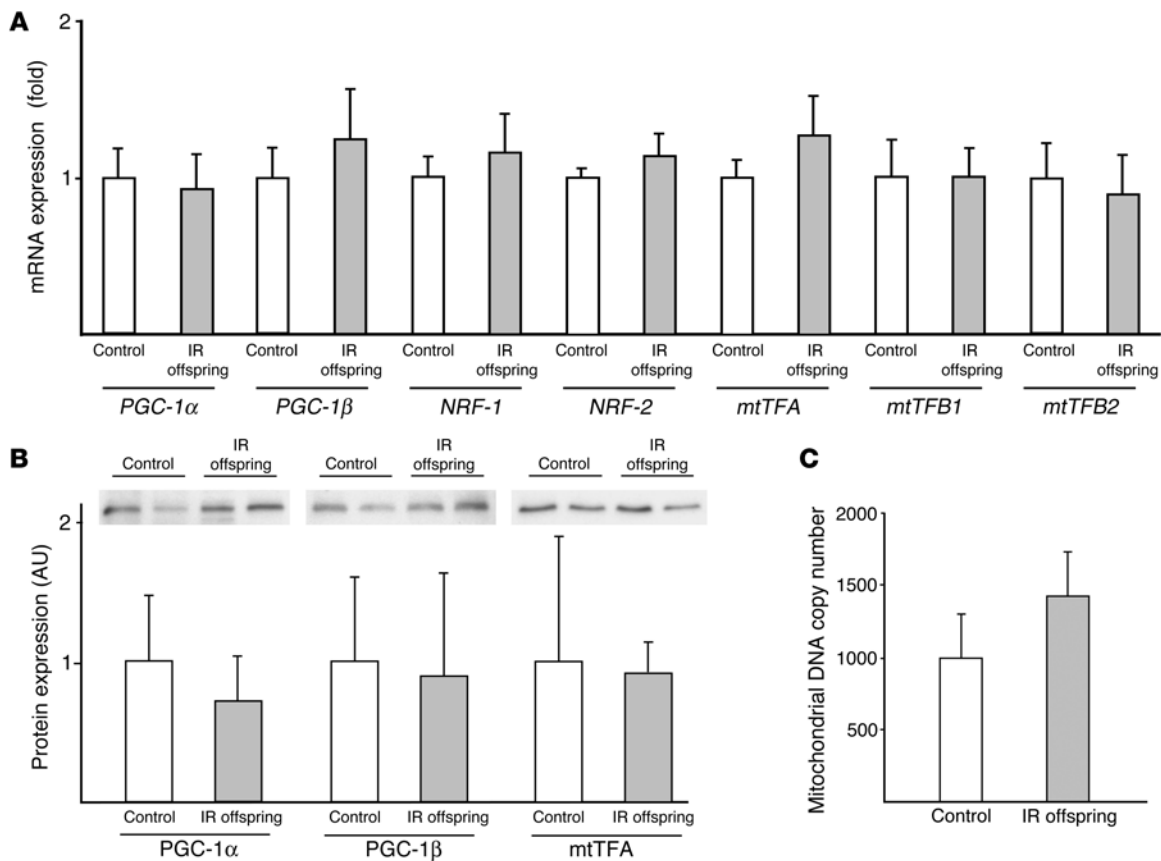 A
2
1
mRNA expression (fold)
Control IR offspring Control IR offspring Control IR offspring Control IR offspring Control IR offspring Control IR offspring Control IR offspring
PGC-1α PGC-1β NRF-1 NRF-2 mtTFA mtTFB1 mtTFB2
B
Control IR offspring Control IR offspring Control IR offspring
2
1
Protein expression (AU)
Control IR offspring Control IR offspring Control IR offspring
PGC-1α PGC-1β mtTFA
C
2000
1500
1000
500
Mitochondrial DNA copy number
Control IR offspring